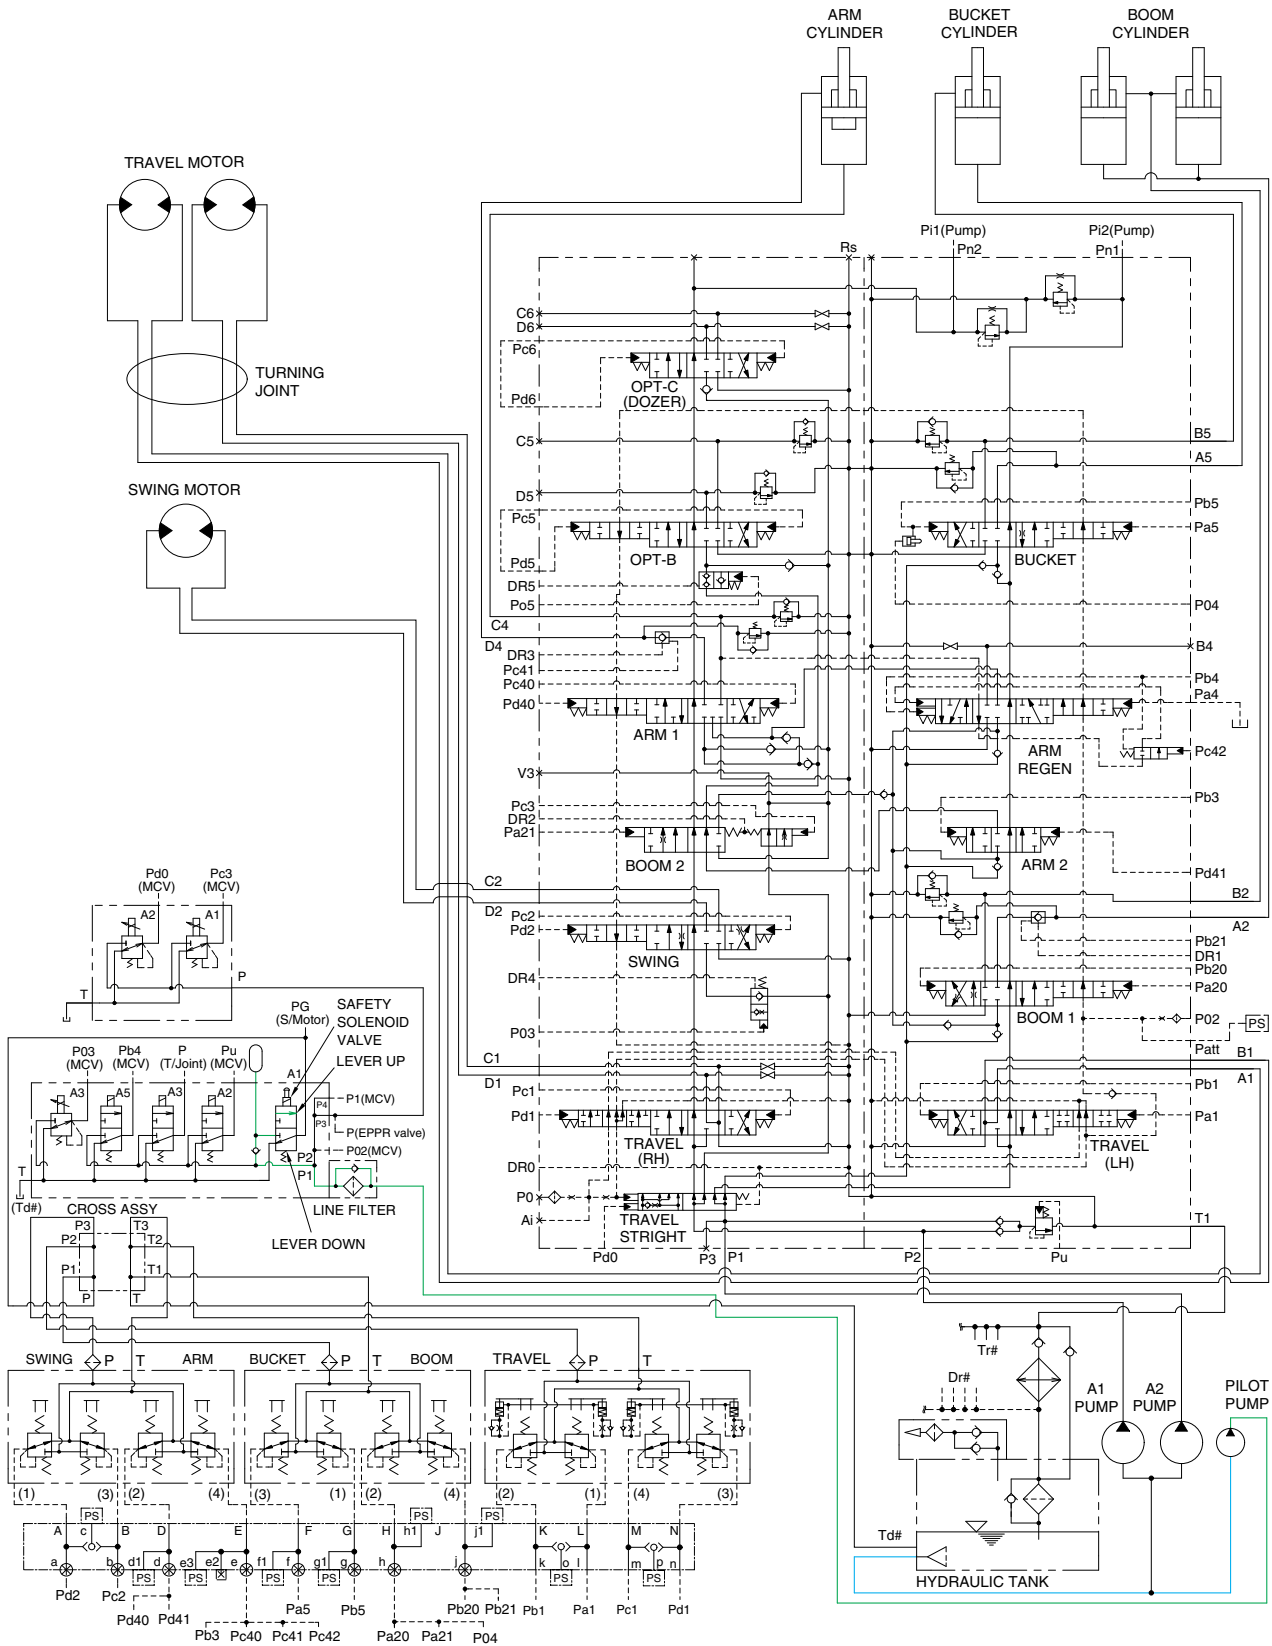 ARM
CYLINDER
BUCKET
CYLINDER
BOOM
CYLINDER
TRAVEL MOTOR
TURNING
JOINT
SWING MOTOR
Rs
Pi1(Pump)
Pn2
Pi2(Pump)
Pn1
C6
D6
Pc6
OPT-C
(DOZER)
Pd6
C5
B5
A5
D5
Pc5
Pb5
Pa5
OPT-B
BUCKET
Pd5
DR5
Po5
P04
C4
D4
B4
DR3
Pc41
Pc40
Pd40
Pb4
Pa4
ARM 1
ARM
REGEN
Pc42
V3
Pc3
DR2
Pa21
Pb3
BOOM 2
ARM 2
Pd41
C2
D2
B2
A2
Pc2
Pd2
SWING
Pb21
DR1
Pb20
Pa20
DR4
BOOM 1
P03
P02
PS
Patt
C1
D1
B1
A1
Pc1
Pd1
Pb1
Pa1
TRAVEL
(RH)
TRAVEL
(LH)
DR0
P0
Ai
TRAVEL
STRIGHT
T1
Pd0
P3
P1
P2
Pu
Pd0
(MCV)
Pc3
(MCV)
A2
A1
P
T
PG
(S/Motor)
SAFETY
SOLENOID
VALVE
LEVER UP
P03
(MCV)
Pb4
(MCV)
P
(T/Joint)
Pu
(MCV)
A3
A5
A3
A2
A1
P4
P3
P1(MCV)
P(EPPR valve)
P02(MCV)
P2
P1
T
(Td#)
LINE FILTER
LEVER DOWN
CROSS ASSY
P3
T3
P2
T2
P1
T1
P
T
SWING
P
T
ARM
BUCKET
P
T
BOOM
TRAVEL
P
T
(1)
(3)
(2)
(4)
(3)
(1)
(2)
(4)
(2)
(1)
(4)
(3)
PS
PS
PS
A
c
B
D
E
F
G
H
h1
J
j1
K
L
M
N
a
b
d1
d
e3
e2
e
f1
f
g1
g
h
j
k
o
l
m
p
n
PS
PS
PS
PS
PS
PS
Pd2
Pc2
Pd40
Pd41
Pb3
Pc40
Pc41
Pc42
Pa5
Pb5
Pa20
Pa21
P04
Pb20
Pb21
Pb1
Pa1
Pc1
Pd1
Tr#
Dr#
A1
PUMP
A2
PUMP
PILOT
PUMP
Td#
HYDRAULIC TANK